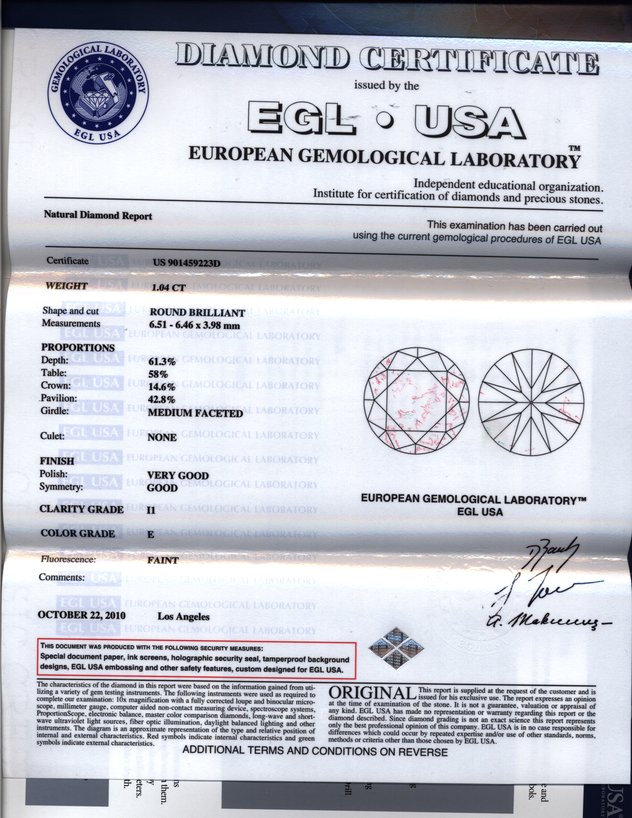 GEMOLOGICAL LABORATORY
EGL USA
DIAMOND CERTIFICATE
issued by the
EGL • USA
EUROPEAN GEMOLOGICAL LABORATORY™
Independent educational organization.
Institute for certification of diamonds and precious stones.
Natural Diamond Report
This examination has been carried out
using the current gemological procedures of EGL USA
Certificate US 901459223D
WEIGHT 1.04 CT
Shape and cut ROUND BRILLIANT
Measurements 6.51 - 6.46 x 3.98 mm
PROPORTIONS
Depth: 61.3%
Table: 58%
Crown: 14.6%
Pavilion: 42.8%
Girdle: MEDIUM FACETED
Culet: NONE
FINISH
Polish: VERY GOOD
Symmetry: GOOD
CLARITY GRADE I1
COLOR GRADE E
Fluorescence: FAINT
Comments:
EUROPEAN GEMOLOGICAL LABORATORY™
EGL USA
OCTOBER 22, 2010 Los Angeles
THIS DOCUMENT WAS PRODUCED WITH THE FOLLOWING SECURITY MEASURES:
Special document paper, ink screens, holographic security seal, tamperproof background
designs, EGL USA embossing and other safety features, custom designed for EGL USA.
The characteristics of the diamond in this report were based on the information gained from uti-
lizing a variety of gem testing instruments. The following instruments were used as required to
complete our examination: 10x magnification with a fully corrected loupe and binocular micro-
scope, millimeter gauge, computer aided non-contact measuring device, spectroscope systems,
ProportionScope, electronic balance, master color comparison diamonds, long-wave and short-
wave ultraviolet light sources, fiber optic illumination, daylight balanced lighting and other
instruments. The diagram is an approximate representation of the type and relative position of
internal and external characteristics. Red symbols indicate internal characteristics and green
symbols indicate external characteristics.
ORIGINAL This report is supplied at the request of the customer and is
issued for his exclusive use. The report expresses an opinion
at the time of examination of the stone. It is not a guarantee, valuation or appraisal of
any kind. EGL USA has made no representation or warranty regarding this report or the
diamond described. Since diamond grading is not an exact science this report represents
only the best professional opinion of this company. EGL USA is in no case responsible for
differences which could occur by repeated expertise and/or use of other standards, norms,
methods or criteria other than those chosen by EGL USA.
ADDITIONAL TERMS AND CONDITIONS ON REVERSE